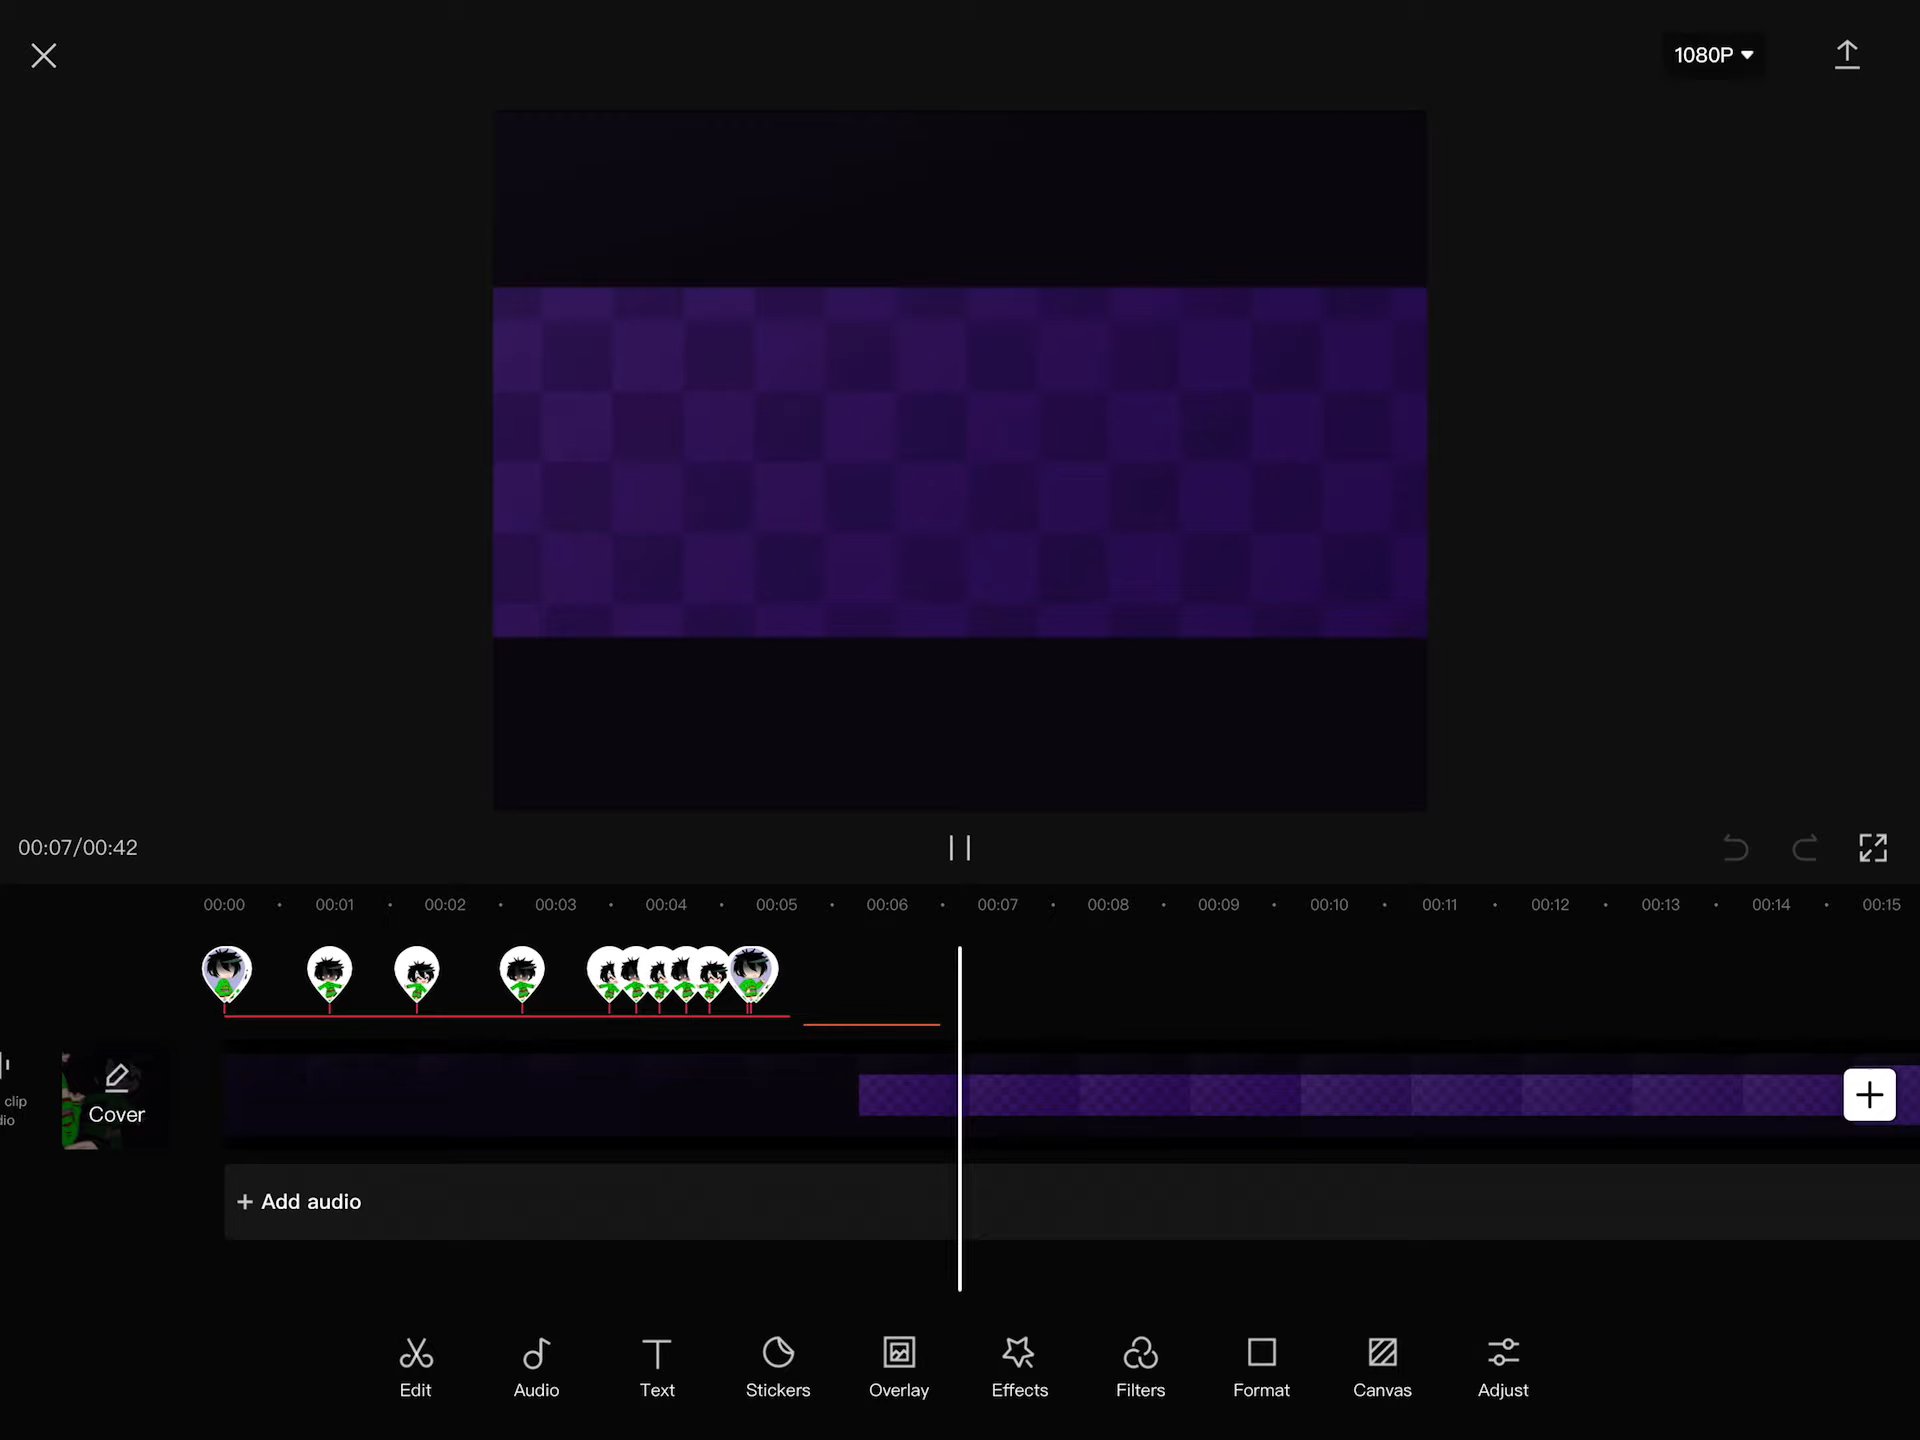 1080P
00:07/00:42
00:00 00:01 00:02 00:03 00:04 00:05 00:06 00:07 00:08 00:09 00:10 00:11 00:12 00:13 00:14 00:15
clip
Cover
+ Add audio
Edit Audio Text Stickers Overlay Effects Filters Format Canvas Adjust